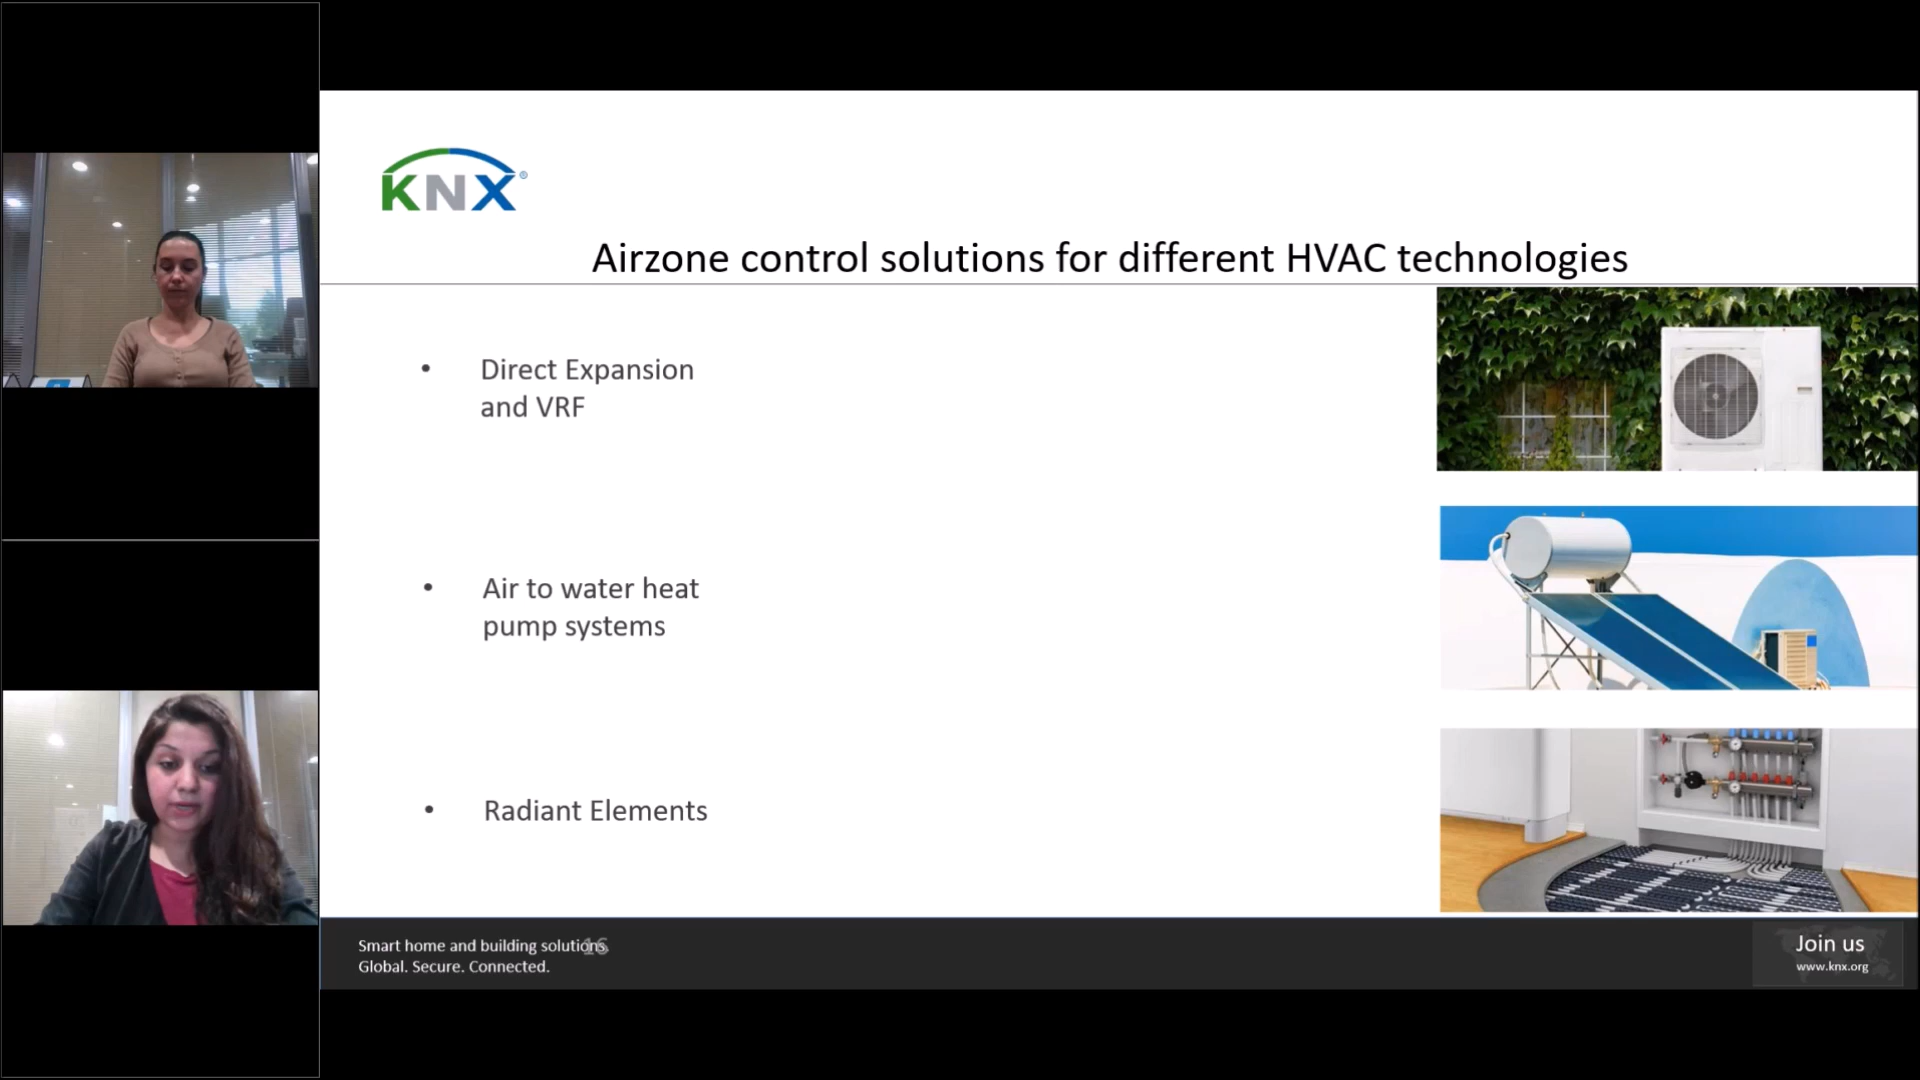 KNX®
Airzone control solutions for different HVAC technologies
• Direct Expansion
and VRF
• Air to water heat
pump systems
• Radiant Elements
Smart home and building solutions.
16
Global. Secure. Connected.
Join us
www.knx.org